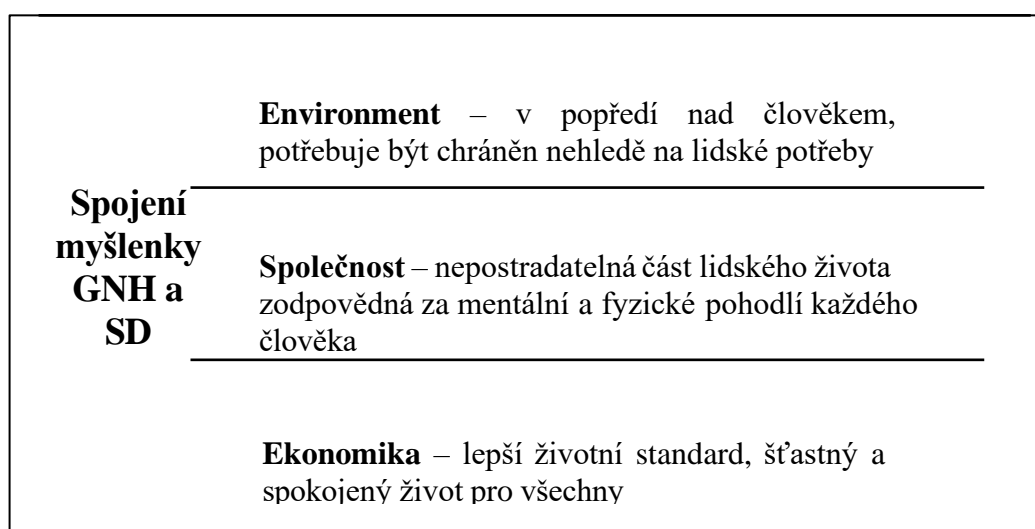 Environment – v popředí nad člověkem,
potřebuje být chráněn nehledě na lidské potřeby
Spojení
myšlenky
GNH a
SD
Společnost – nepostradatelná část lidského života
zodpovědná za mentální a fyzické pohodlí každého
člověka
Ekonomika – lepší životní standard, šťastný a
spokojený život pro všechny